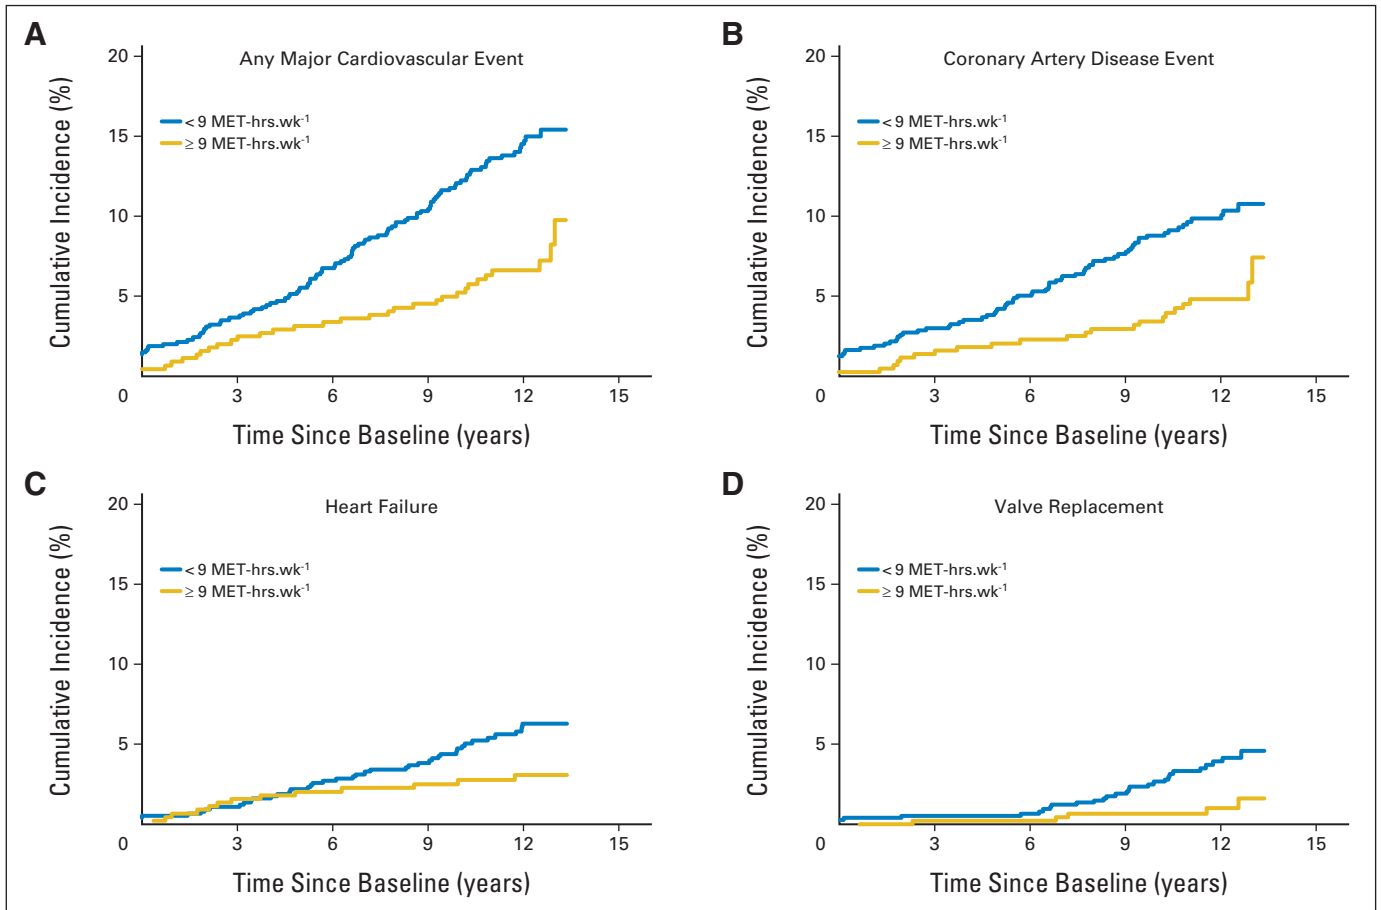 A
Any Major Cardiovascular Event
Cumulative Incidence (%)
20
15
10
5
< 9 MET-hrs.wk-1
≥ 9 MET-hrs.wk-1
0 3 6 9 12 15
Time Since Baseline (years)
B
Coronary Artery Disease Event
Cumulative Incidence (%)
20
15
10
5
< 9 MET-hrs.wk-1
≥ 9 MET-hrs.wk-1
0 3 6 9 12 15
Time Since Baseline (years)
C
Heart Failure
Cumulative Incidence (%)
20
15
10
5
< 9 MET-hrs.wk-1
≥ 9 MET-hrs.wk-1
0 3 6 9 12 15
Time Since Baseline (years)
D
Valve Replacement
Cumulative Incidence (%)
20
15
10
5
< 9 MET-hrs.wk-1
≥ 9 MET-hrs.wk-1
0 3 6 9 12 15
Time Since Baseline (years)